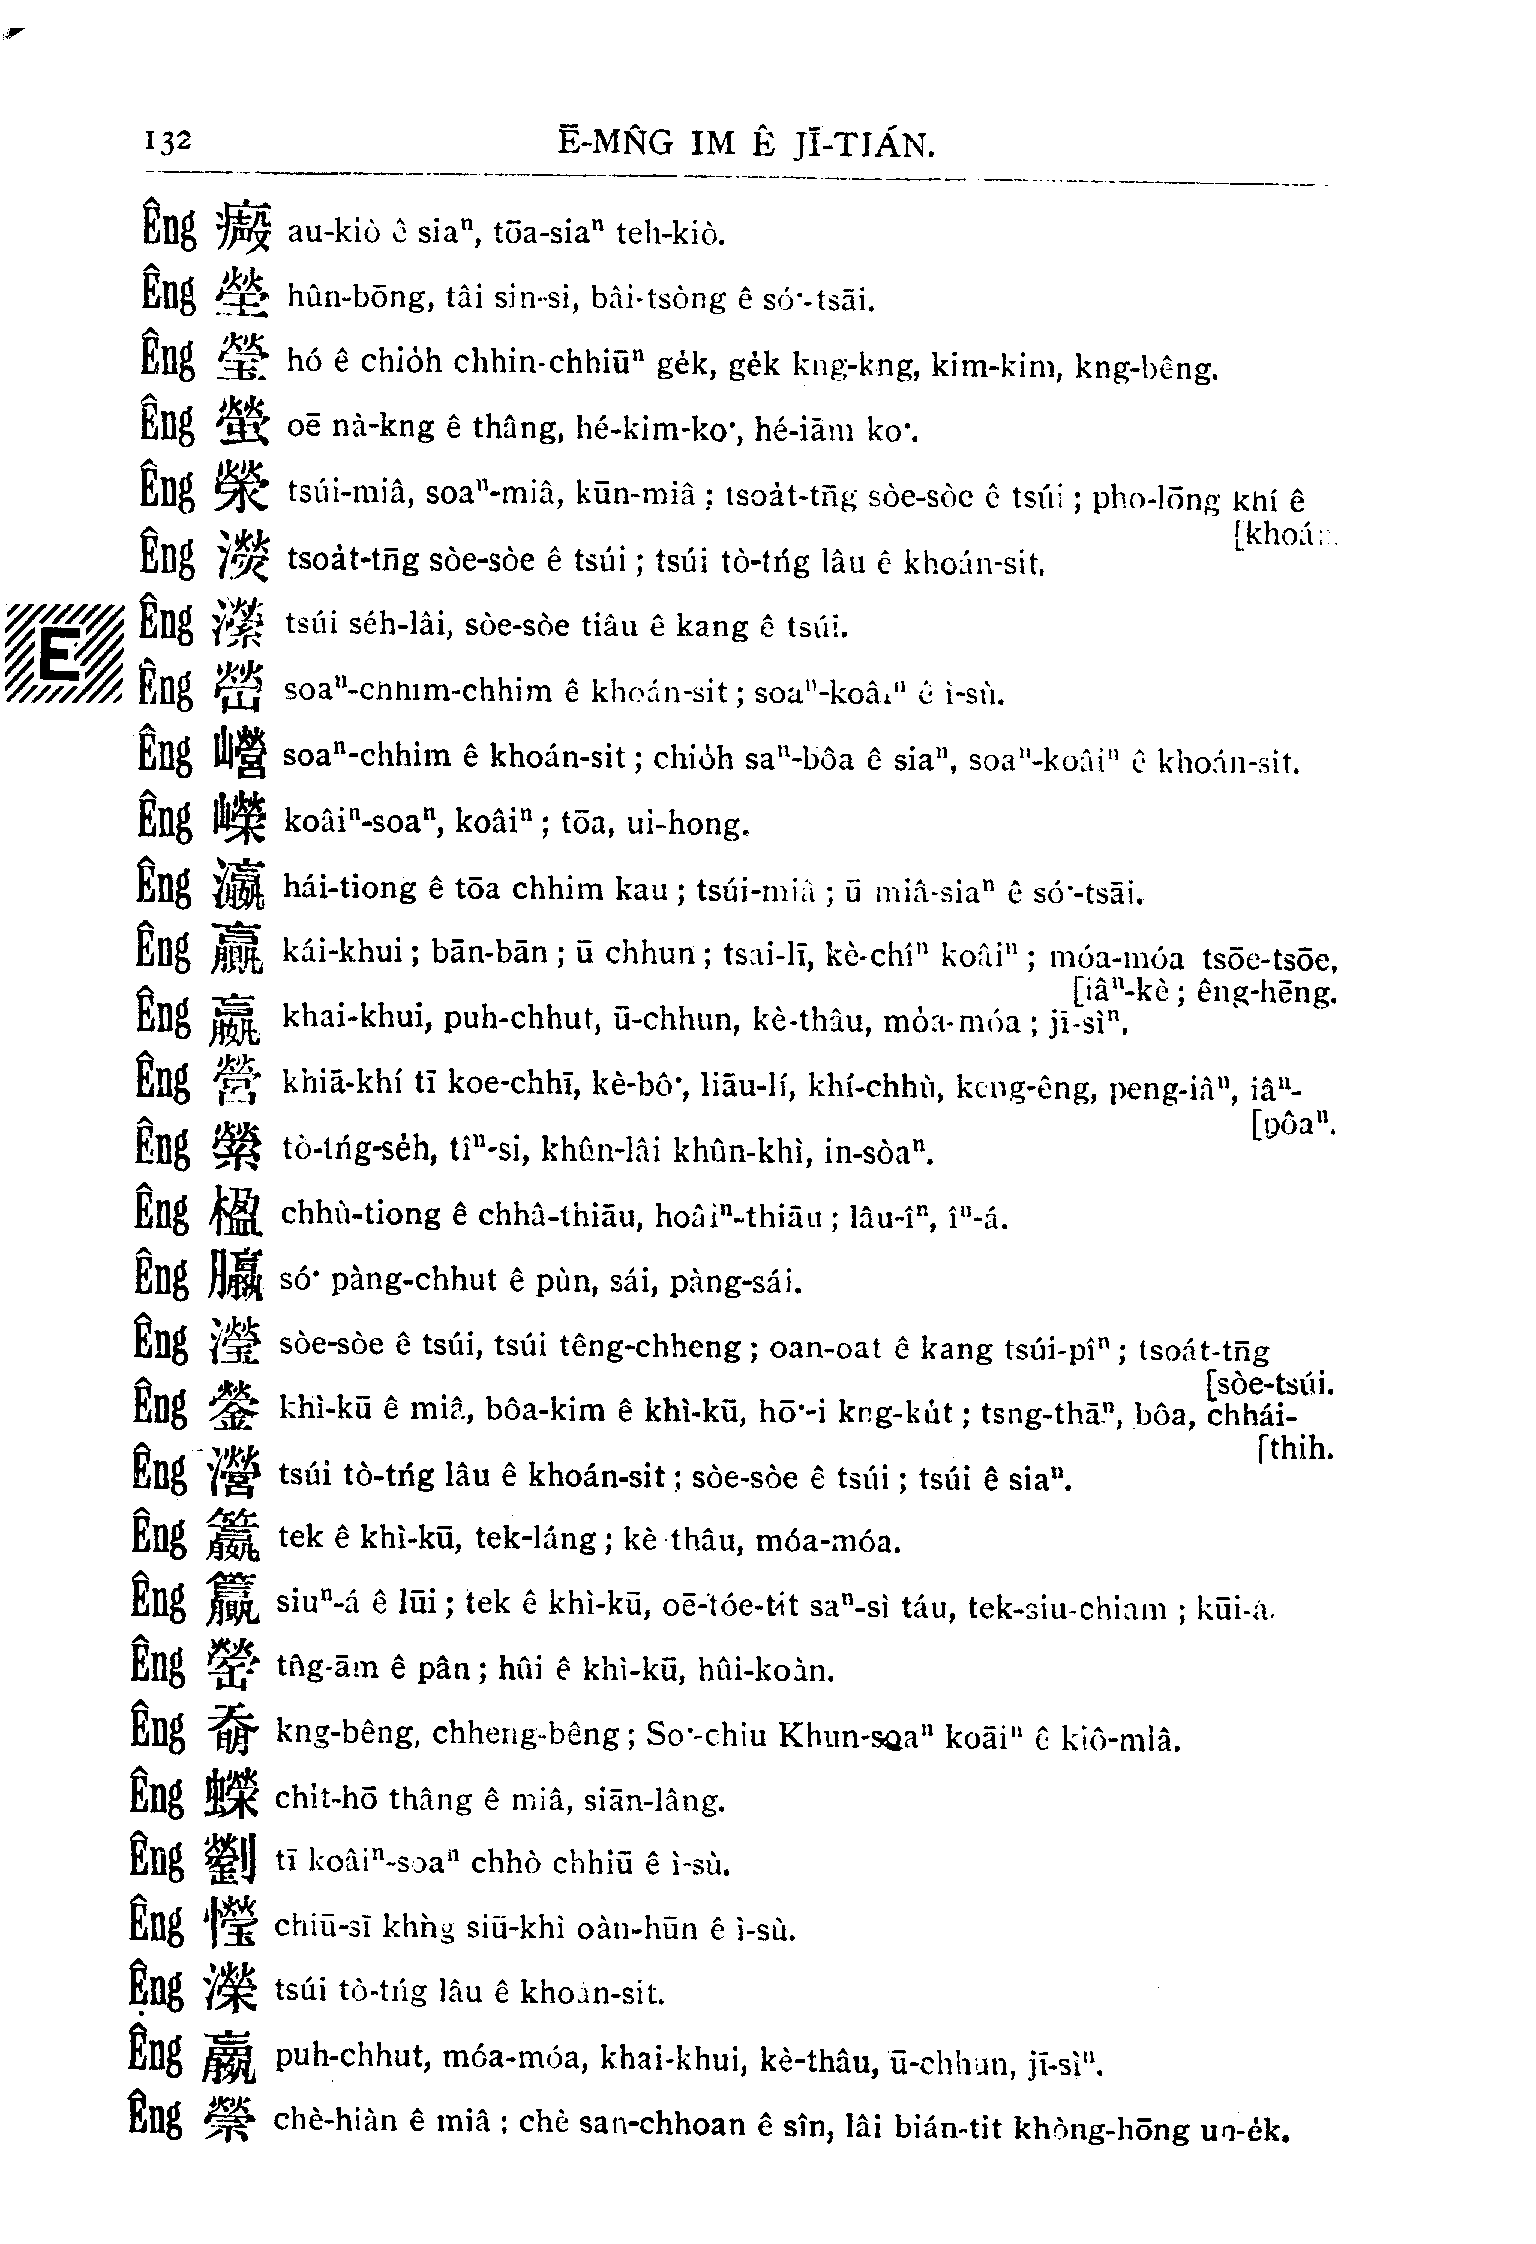 132 Ē-MN̂G IM Ê JĪ-TIÁN.
Êng au-kiò ê siaⁿ, tōa-siaⁿ teh-kiò.
Êng 塋 hûn-bōng, tâi sin-si, bâi-tsòng ê só͘-tsāi.
Êng 瑩 hó ê chio̍h chhin-chhiūⁿ ge̍k, ge̍k kng-kng, kim-kim, kng-bêng.
Êng 螢 oē nà-kng ê thâng, hé-kim-ko͘, hé-iām ko͘.
Êng 滎 tsúi-miâ, soaⁿ-miâ, kūn-miâ ; tsoa̍t-tn̄g sòe-sòe ê tsúi ; pho-lōng khí ê
[khoán.
Êng 濴 tsoa̍t-tn̄g sòe-sòe ê tsúi ; tsúi tò-tńg lâu ê khoán-sit.
Êng 瀠 tsúi séh-lâi, sòe-sòe tiâu ê kang ê tsúi.
E
Êng soaⁿ-chhim-chhim ê khoán-sit ; soaⁿ-koâiⁿ ê ì-sù.
Êng 巆 soaⁿ-chhim ê khoán-sit ; chio̍h saⁿ-bôa ê siaⁿ, soaⁿ-koâiⁿ ê khoán-sit.
Êng 嶸 koâiⁿ-soaⁿ, koâiⁿ ; tōa, ui-hong.
Êng 瀛 hái-tiong ê tōa chhim kau ; tsúi-miâ ; ū miâ-siaⁿ ê só͘-tsāi.
Êng 贏 kái-khui ; bān-bān ; ū chhun ; tsai-lī, kè-chîⁿ koâiⁿ ; móa-móa tsōe-tsōe,
[iâⁿ-kè ; êng-hēng.
Êng 嬴 khai-khui, puh-chhut, ū-chhun, kè-thâu, móa-móa ; jī-sìⁿ.
Êng 營 khiā-khí tī koe-chhī, kè-bô͘, liāu-lí, khí-chhù, keng-êng, peng-iâⁿ, iâⁿ-
[pôaⁿ.
Êng 縈 tò-tńg-se̍h, tîⁿ-si, khûn-lâi khûn-khì, in-sòaⁿ.
Êng 楹 chhù-tiong ê chhâ-thiāu, hoâiⁿ-thiāu ; lâu-îⁿ, îⁿ-á.
Êng só͘ pàng-chhut ê pùn, sái, pàng-sái.
Êng 瀅 sòe-sòe ê tsúi, tsúi têng-chheng ; oan-oat ê kang tsúi-pîⁿ ; tsoát-tn̄g
[sòe-tsúi.
Êng 鎣 khì-kū ê miâ, bôa-kim ê khì-kū, hō͘-i kng-ku̍t ; tsng-thāⁿ, bôa, chhái-
[thih.
Êng 瀯 tsúi tò-tńg lâu ê khoán-sit ; sòe-sòe ê tsúi ; tsúi ê siaⁿ.
Êng tek ê khì-kū, tek-láng ; kè thâu, móa-móa.
Êng 籯 siuⁿ-á ê lūi ; tek ê khì-kū, oē-tóe-tit saⁿ-sì táu, tek-siu-chiam ; kūi-á.
Êng 罃 tn̂g-ām ê pân ; hûi ê khì-kū, hûi-koàn.
Êng kng-bêng, chheng-bêng ; So͘-chiu Khun-soaⁿ koāiⁿ ê kiô-miâ.
Êng 蠑 chi̍t-hō thâng ê miâ, siān-lâng.
Êng tī koâiⁿ-soaⁿ chhò chhiū ê ì-sù.
Êng chiū-sī khǹg siū-khì oàn-hūn ê ì-sù.
Êng 濚 tsúi tò-tńg lâu ê khoán-sit.
Êng puh-chhut, móa-móa, khai-khui, kè-thâu, ū-chhun, jī-sìⁿ.
Êng 禜 chè-hiàn ê miâ ; chè san-chhoan ê sîn, lâi bián-tit khòng-hōng un-e̍k.